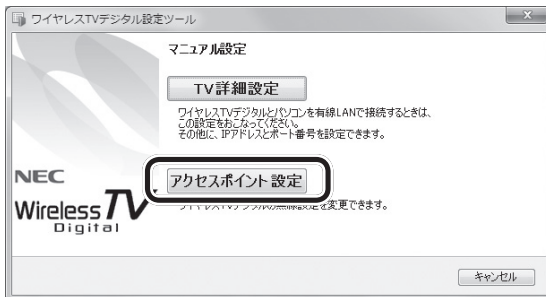 ワイヤレスTVデジタル設定ツール
マニュアル設定
TV詳細設定
ワイヤレスTVデジタルとパソコンを有線LANで接続するときは、
この設定をおこなってください。
その他に、IPアドレスとポート番号を設定できます。
アクセスポイント設定
ワイヤレスTVデジタルの無線設定を変更できます。
NEC
Wireless TV
Digital
キャンセル